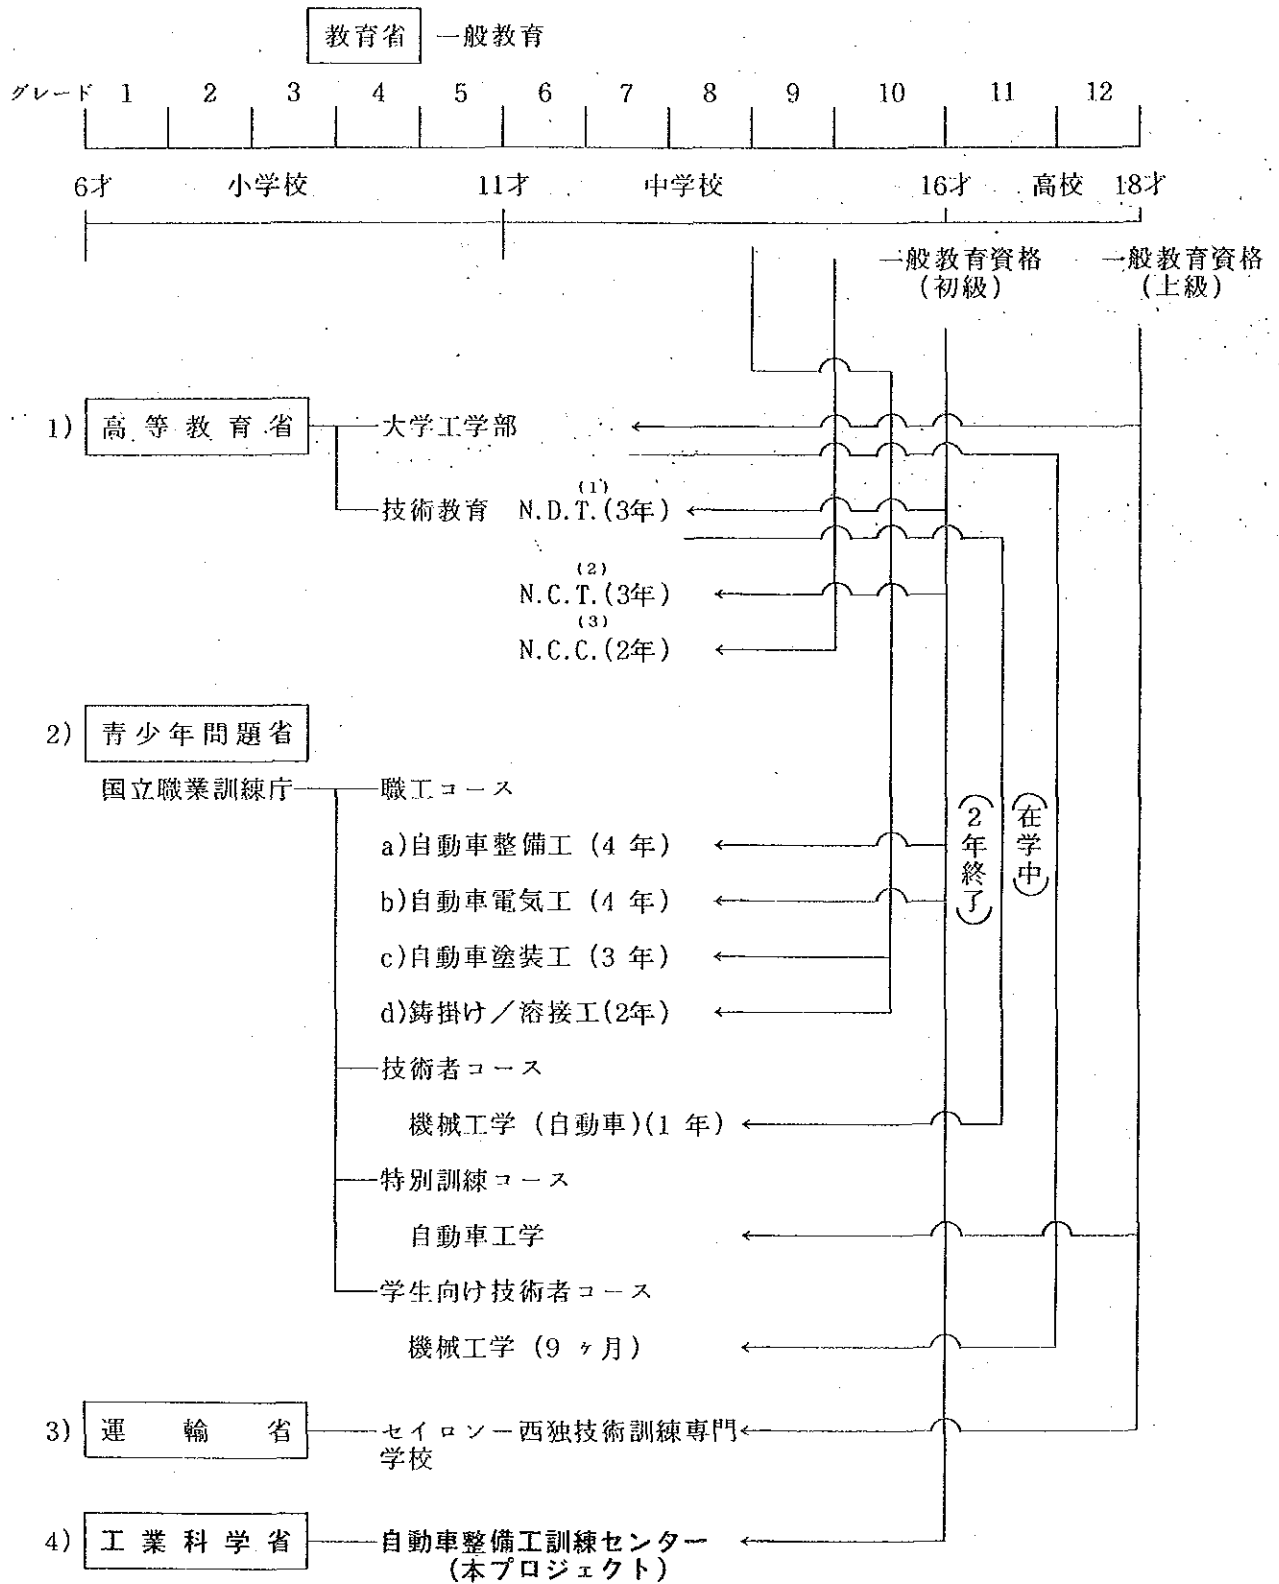 教育省 一般教育
グレード 1 2 3 4 5 6 7 8 9 10 11 12
6才 小学校 11才 中学校 16才 高校 18才
一般教育資格 一般教育資格
(初級) (上級)
1) 高等教育省 大学工学部
(1)
技術教育 N.D.T.(3年)
(2)
N.C.T.(3年)
(3)
N.C.C.(2年)
2) 青少年問題省
国立職業訓練庁 職工コース
(2年終了) (在学中)
a)自動車整備工 (4 年)
b)自動車電気工 (4 年)
c)自動車塗装工 (3 年)
d)鋳掛け/溶接工(2年)
技術者コース
機械工学 (自動車)(1 年)
特別訓練コース
自動車工学
学生向け技術者コース
機械工学 (9 ヶ月)
3) 運輸省 セイロン-西独技術訓練専門
学校
4) 工業科学省 自動車整備工訓練センター
(本プロジェクト)